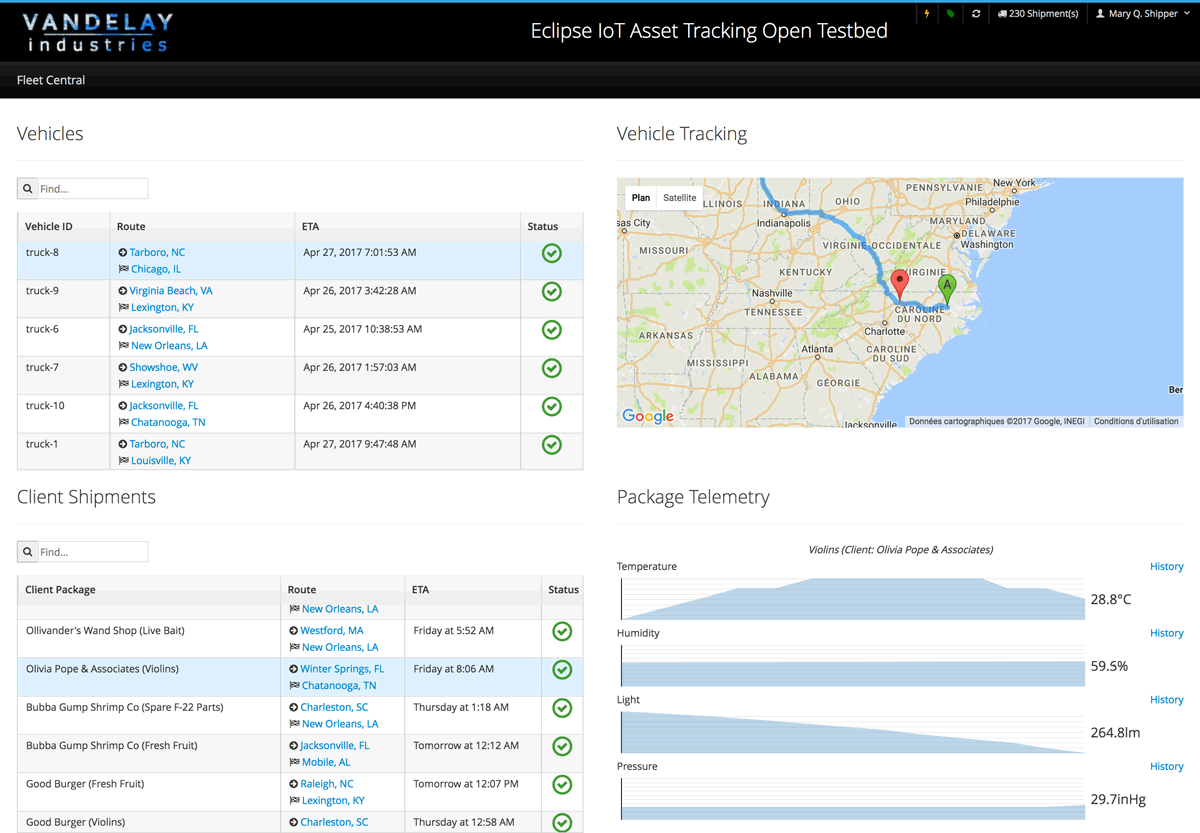 VANDELAY
industries
Eclipse IoT Asset Tracking Open Testbed
230 Shipment(s)
Mary Q. Shipper
Fleet Central
Vehicles
Find...
Vehicle ID Route ETA Status
truck-8 Tarboro, NC Apr 27, 2017 7:01:53 AM
Chicago, IL
truck-9 Virginia Beach, VA Apr 26, 2017 3:42:28 AM
Lexington, KY
truck-6 Jacksonville, FL Apr 25, 2017 10:38:53 AM
New Orleans, LA
truck-7 Showshoe, WV Apr 26, 2017 1:57:03 AM
Lexington, KY
truck-10 Jacksonville, FL Apr 26, 2017 4:40:38 PM
Chatanooga, TN
truck-1 Tarboro, NC Apr 27, 2017 9:47:48 AM
Louisville, KY
Vehicle Tracking
Plan Satellite
New York
PENNSYLVANIE
Philadelphie
ILLINOIS
INDIANA
OHIO
MARYLAND
sas City
Indianapolis
DELAWARE
Washington
MISSOURI
VIRGINIE-OCCIDENTALE
KENTUCKY
VIRGINIE
A
Nashville
TENNESSEE
CAROLINE
DU NORD
Charlotte
ARKANSAS
Atlanta
CAROLINE
DU SUD
MISSISSIPPI
ALABAMA
GÉORGIE
Ber
Google
Jacksonville
Données cartographiques ©2017 Google, INEGI Conditions d'utilisation
Client Shipments
Find...
Client Package Route ETA Status
New Orleans, LA
Ollivander's Wand Shop (Live Bait) Westford, MA Friday at 5:52 AM
New Orleans, LA
Olivia Pope & Associates (Violins) Winter Springs, FL Friday at 8:06 AM
Chatanooga, TN
Bubba Gump Shrimp Co (Spare F-22 Parts) Charleston, SC Thursday at 1:18 AM
New Orleans, LA
Bubba Gump Shrimp Co (Fresh Fruit) Jacksonville, FL Tomorrow at 12:12 AM
Mobile, AL
Good Burger (Fresh Fruit) Raleigh, NC Tomorrow at 12:07 PM
Lexington, KY
Good Burger (Violins) Charleston, SC Thursday at 12:58 AM
Package Telemetry
Violins (Client: Olivia Pope & Associates)
Temperature History
28.8°C
Humidity History
59.5%
Light History
264.8lm
Pressure History
29.7inHg